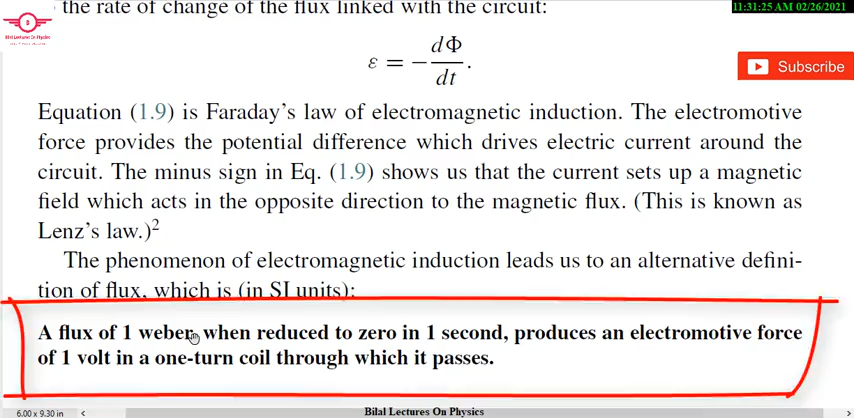 the rate of change of the flux linked with the circuit:
11:31:25 AM 02/26/2021
Bilal Lectures On Physics
Subscribe
ε = − dΦ/dt.
Equation (1.9) is Faraday’s law of electromagnetic induction. The electromotive
force provides the potential difference which drives electric current around the
circuit. The minus sign in Eq. (1.9) shows us that the current sets up a magnetic
field which acts in the opposite direction to the magnetic flux. (This is known as
Lenz’s law.)²
The phenomenon of electromagnetic induction leads us to an alternative defini-
tion of flux, which is (in SI units):
A flux of 1 weber, when reduced to zero in 1 second, produces an electromotive force
of 1 volt in a one-turn coil through which it passes.
6.00 x 9.30 in
Bilal Lectures On Physics